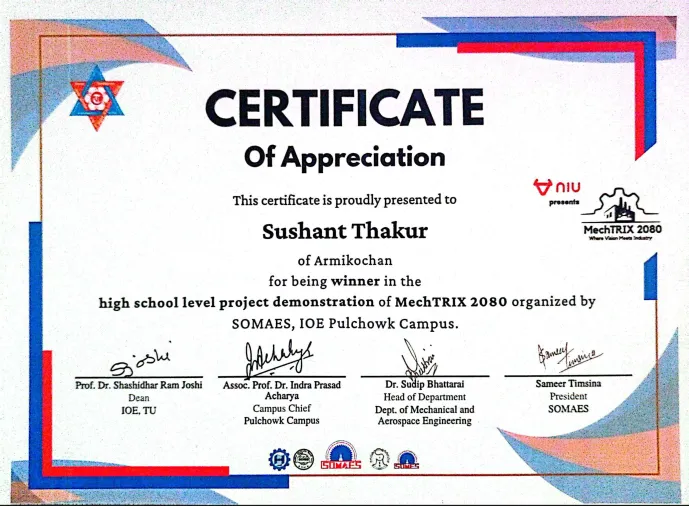 CERTIFICATE
Of Appreciation
This certificate is proudly presented to
NIU
presents
Sushant Thakur
MechTRIX 2080
Where Vision Meets Industry
of Armikochan
for being winner in the
high school level project demonstration of MechTRIX 2080 organized by
SOMAES, IOE Pulchowk Campus.
Prof. Dr. Shashidhar Ram Joshi
Dean
IOE, TU
Assoc. Prof. Dr. Indra Prasad
Acharya
Campus Chief
Pulchowk Campus
Dr. Sudip Bhattarai
Head of Department
Dept. of Mechanical and
Aerospace Engineering
Sameer Timsina
President
SOMAES
SOMAES